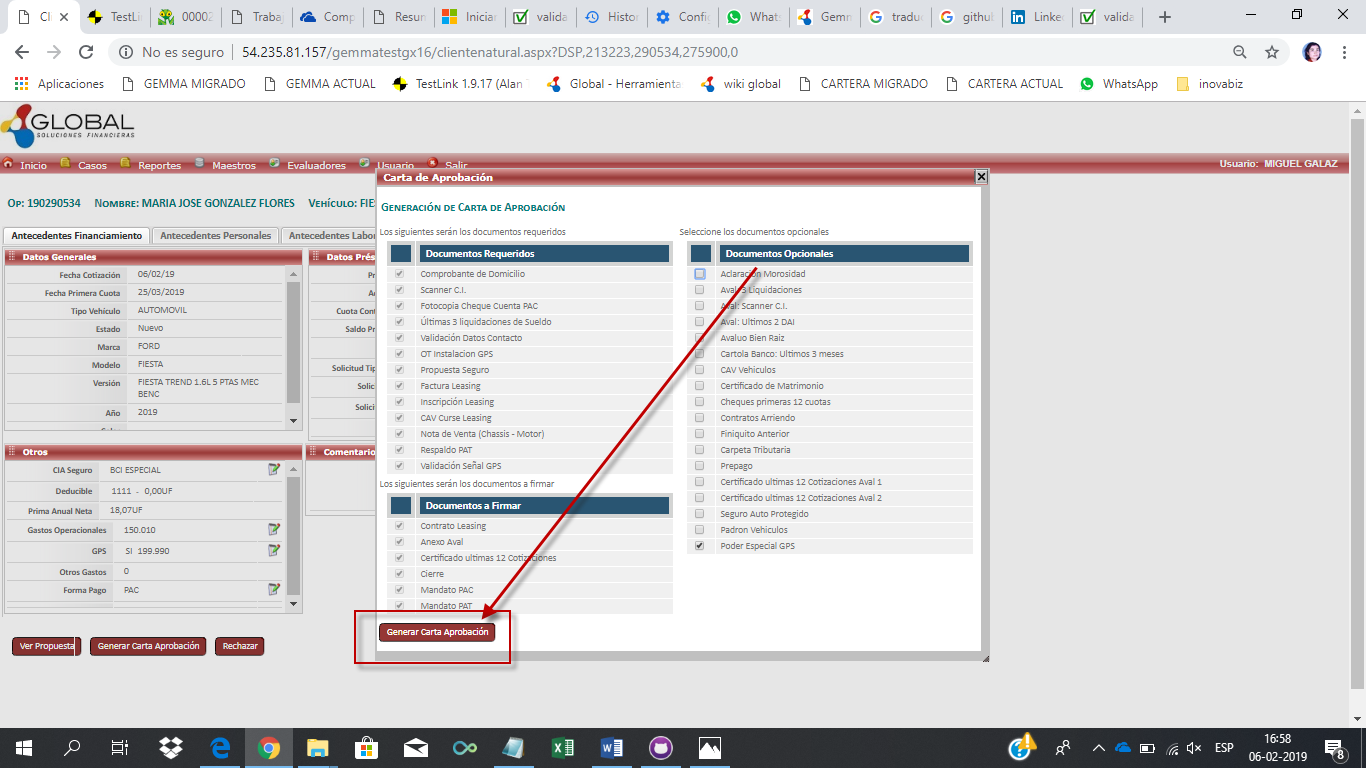 Cli
TestLi
00002
Trabaj
Comp
Resun
Iniciar
valida
Histor
Config
Whats
Gemm
tradu
github
Linked
valida
No es seguro
54.235.81.157/gemmatestgx16/clientenatural.aspx?DSP,213223,290534,275900,0
Aplicaciones
GEMMA MIGRADO
GEMMA ACTUAL
TestLink 1.9.17 (Alan
Global - Herramienta
wiki global
CARTERA MIGRADO
CARTERA ACTUAL
WhatsApp
inovabiz
GLOBAL
SOLUCIONES FINANCIERAS
Inicio
Casos
Reportes
Maestros
Evaluadores
Usuario
Salir
Usuario: MIGUEL GALAZ
Op: 190290534 Nombre: MARIA JOSE GONZALEZ FLORES Vehículo: FIES
Antecedentes Financiamiento
Antecedentes Personales
Antecedentes Labor
Datos Generales
Fecha Cotización 06/02/19
Fecha Primera Cuota 25/03/2019
Tipo Vehículo AUTOMOVIL
Estado Nuevo
Marca FORD
Modelo FIESTA
Versión FIESTA TREND 1.6L 5 PTAS MEC
BENC
Año 2019
Datos Prés
Pr
Cuota Cont
Saldo Pr
Solicitud Tip
Solic
Solici
Otros
CIA Seguro BCI ESPECIAL
Deducible 1111 - 0,00UF
Prima Anual Neta 18,07UF
Gastos Operacionales 150.010
GPS SI 199.990
Otros Gastos 0
Forma Pago PAC
Comentario
Ver Propuesta
Generar Carta Aprobación
Rechazar
Carta de Aprobación
Generación de Carta de Aprobación
Los siguientes serán los documentos requeridos
Documentos Requeridos
Comprobante de Domicilio
Scanner C.I.
Fotocopia Cheque Cuenta PAC
Últimas 3 liquidaciones de Sueldo
Validación Datos Contacto
OT Instalacion GPS
Propuesta Seguro
Factura Leasing
Inscripción Leasing
CAV Curse Leasing
Nota de Venta (Chassis - Motor)
Respaldo PAT
Validación Señal GPS
Los siguientes serán los documentos a firmar
Documentos a Firmar
Contrato Leasing
Anexo Aval
Certificado ultimas 12 Cotizaciones
Cierre
Mandato PAC
Mandato PAT
Generar Carta Aprobación
Seleccione los documentos opcionales
Documentos Opcionales
Aclaración Morosidad
Aval: 3 Liquidaciones
Aval: Scanner C.I.
Aval: Ultimos 2 DAI
Avaluo Bien Raiz
Cartola Banco: Ultimos 3 meses
CAV Vehiculos
Certificado de Matrimonio
Cheques primeras 12 cuotas
Contratos Arriendo
Finiquito Anterior
Carpeta Tributaria
Prepago
Certificado ultimas 12 Cotizaciones Aval 1
Certificado ultimas 12 Cotizaciones Aval 2
Seguro Auto Protegido
Padron Vehiculos
Poder Especial GPS
ESP
16:58
06-02-2019
8